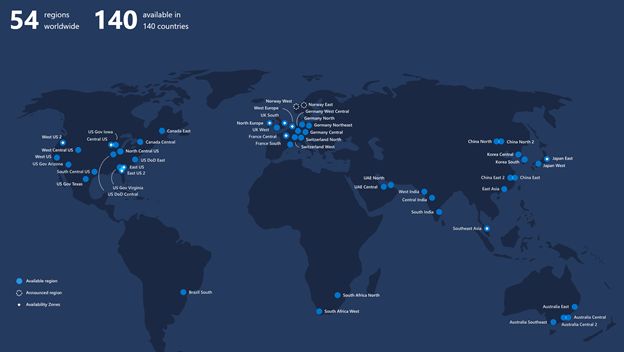 54 regions worldwide
140 available in 140 countries
Norway West
Norway East
West Europe
Germany West Central
UK South
Germany North
North Europe
Germany Northeast
UK West
Germany Central
France Central
Switzerland North
France South
Switzerland West
US Gov Iowa
Canada East
West US 2
Central US
Canada Central
West Central US
North Central US
West US
US DoD East
US Gov Arizona
East US
South Central US
East US 2
US Gov Texas
US Gov Virginia
US DoD Central
China North
China North 2
Korea Central
Japan East
Korea South
Japan West
UAE North
China East 2
China East
UAE Central
West India
East Asia
Central India
South India
Southeast Asia
Available region
Announced region
Availability Zones
Brazil South
South Africa North
South Africa West
Australia East
Australia Central
Australia Southeast
Australia Central 2